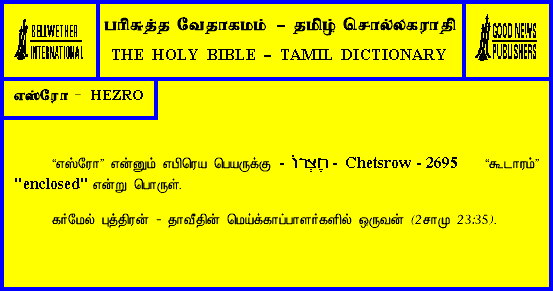 BELLWETHER
INTERNATIONAL
பரிசுத்த வேதாகமம் – தமிழ் சொல்லகராதி
THE HOLY BIBLE – TAMIL DICTIONARY
GOOD NEWS
PUBLISHERS
எஸ்ரோ - HEZRO
“எஸ்ரோ” என்னும் எபிரெய பெயருக்கு - חֶצְרוֹ - Chetsrow - 2695 “கூடாரம்”
"enclosed" என்று பொருள்.
கர்மேல் புத்திரன் – தாவீதின் மெய்க்காப்பாளர்களில் ஒருவன் (2சாமு 23:35).